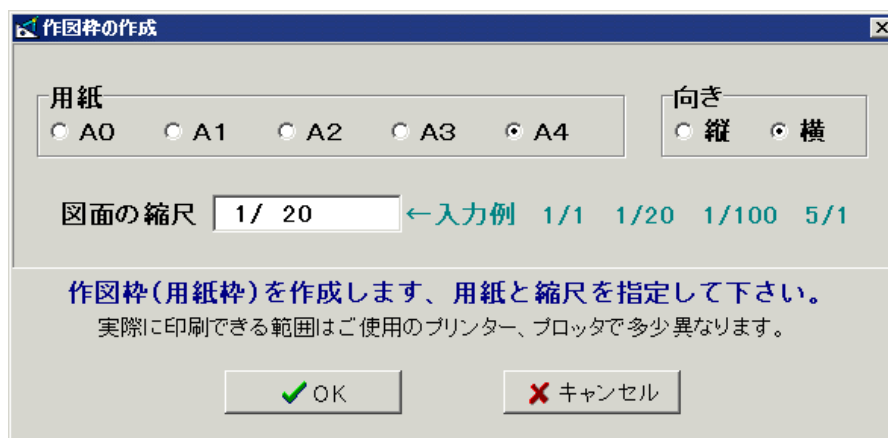 作図枠の作成
用紙 向き
A0 A1 A2 A3 A4 縦 横
図面の縮尺 1/ 20 ←入力例 1/1 1/20 1/100 5/1
作図枠(用紙枠)を作成します、用紙と縮尺を指定して下さい。
実際に印刷できる範囲はご使用のプリンター、プロッタで多少異なります。
OK キャンセル